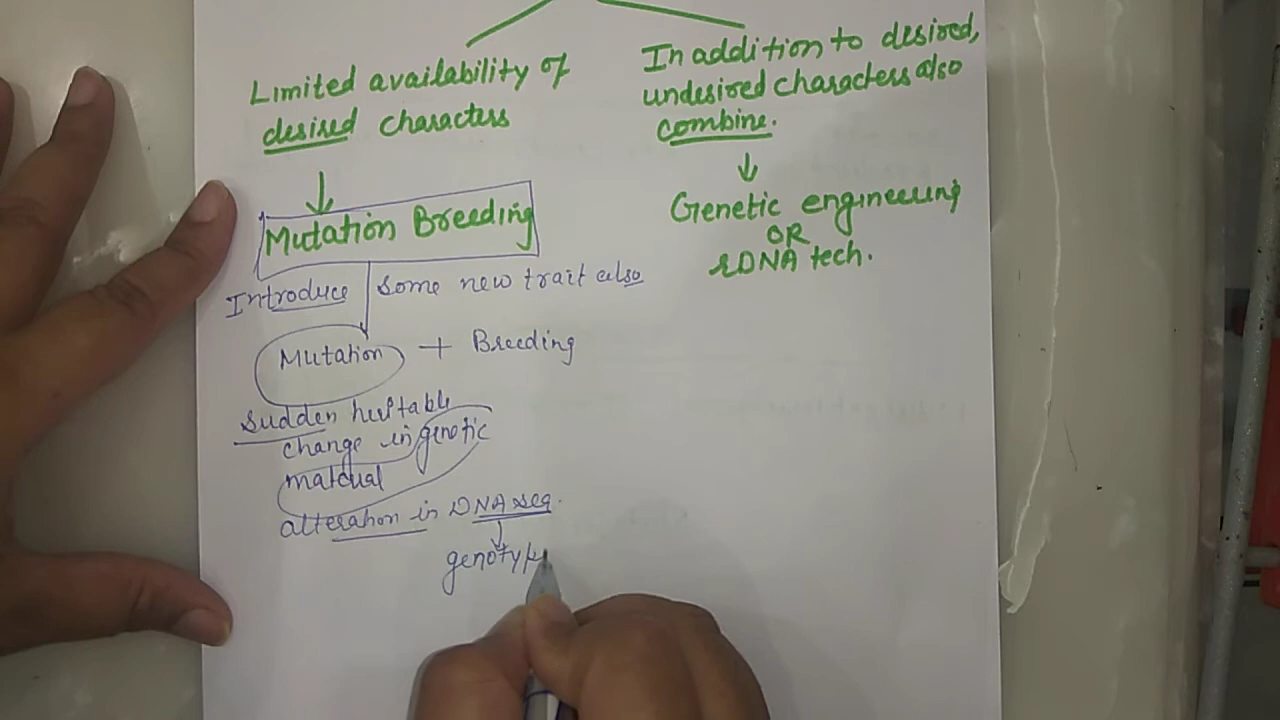 Limited availability of
desired characters
Mutation Breeding
Introduce some new trait also
Mutation + Breeding
Sudden heritable
change in genetic
material
alteration in DNA seq.
genotyp
In addition to desired,
undesired characters also
combine.
Genetic engineering
OR
rDNA tech.